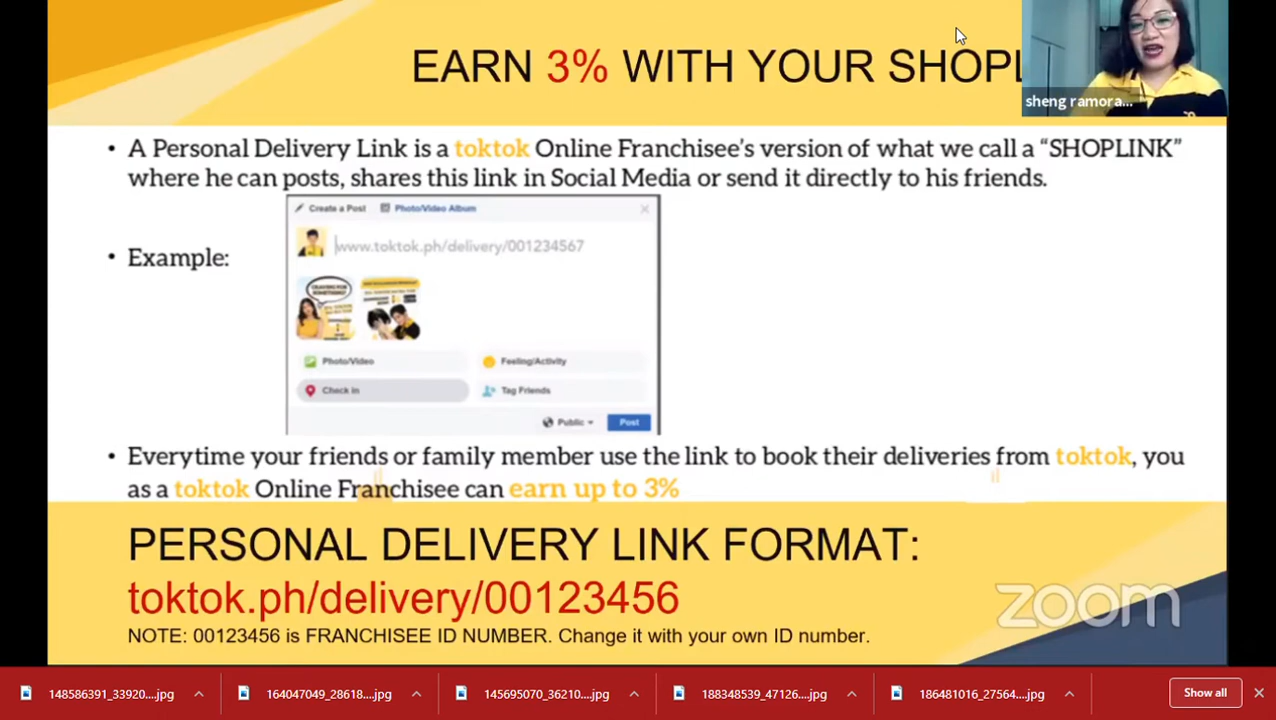 EARN 3% WITH YOUR SHOPL
sheng ramora...
• A Personal Delivery Link is a toktok Online Franchisee's version of what we call a “SHOPLINK”
where he can posts, shares this link in Social Media or send it directly to his friends.
• Example:
Create a Post Photo/Video Album
www.toktok.ph/delivery/001234567
CRAVING FOR
SOMETHING?
Photo/Video Feeling/Activity
Check in Tag Friends
Public Post
• Everytime your friends or family member use the link to book their deliveries from toktok, you
as a toktok Online Franchisee can earn up to 3%
PERSONAL DELIVERY LINK FORMAT:
toktok.ph/delivery/00123456
NOTE: 00123456 is FRANCHISEE ID NUMBER. Change it with your own ID number.
zoom
148586391_33920....jpg 164047049_28618....jpg 145695070_36210....jpg 188348539_47126....jpg 186481016_27564....jpg Show all